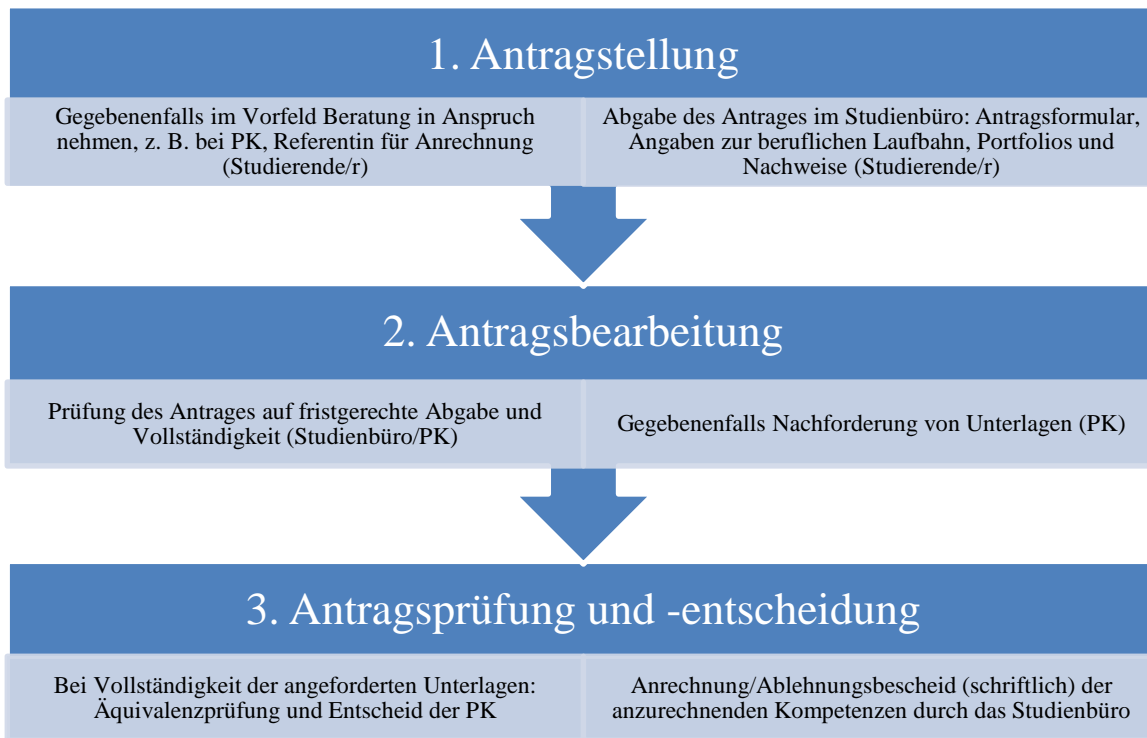 1. Antragstellung
Gegebenenfalls im Vorfeld Beratung in Anspruch
nehmen, z. B. bei PK, Referentin für Anrechnung
(Studierende/r)
Abgabe des Antrages im Studienbüro: Antragsformular,
Angaben zur beruflichen Laufbahn, Portfolios und
Nachweise (Studierende/r)
2. Antragsbearbeitung
Prüfung des Antrages auf fristgerechte Abgabe und
Vollständigkeit (Studienbüro/PK)
Gegebenenfalls Nachforderung von Unterlagen (PK)
3. Antragsprüfung und -entscheidung
Bei Vollständigkeit der angeforderten Unterlagen:
Äquivalenzprüfung und Entscheid der PK
Anrechnung/Ablehnungsbescheid (schriftlich) der
anzurechnenden Kompetenzen durch das Studienbüro